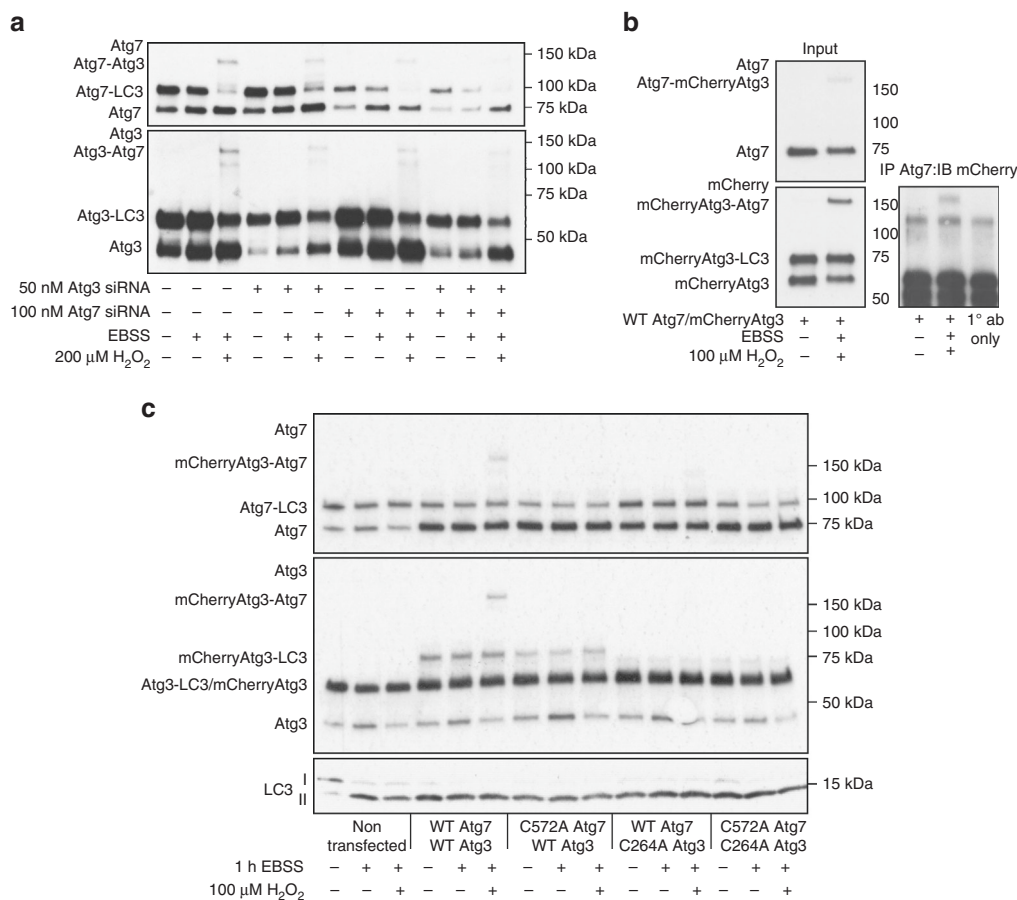 a
Atg7
Atg7-Atg3
Atg7-LC3
Atg7
150 kDa
100 kDa
75 kDa
Atg3
Atg3-Atg7
Atg3-LC3
Atg3
150 kDa
100 kDa
75 kDa
50 kDa
50 nM Atg3 siRNA – – – + + + – – – + + +
100 nM Atg7 siRNA – – – – – – + + + + + +
EBSS – + + – + + – + + – + +
200 μM H₂O₂ – – + – – + – – + – – +
b
Input
Atg7
Atg7-mCherryAtg3
Atg7
150
100
75
mCherry
mCherryAtg3-Atg7
mCherryAtg3-LC3
mCherryAtg3
IP Atg7:IB mCherry
150
100
75
50
WT Atg7/mCherryAtg3 + + + + 1° ab
EBSS – + – + only
100 μM H₂O₂ – + – +
c
Atg7
mCherryAtg3-Atg7
Atg7-LC3
Atg7
150 kDa
100 kDa
75 kDa
Atg3
mCherryAtg3-Atg7
mCherryAtg3-LC3
Atg3-LC3/mCherryAtg3
Atg3
150 kDa
100 kDa
75 kDa
50 kDa
LC3 I
II
15 kDa
Non transfected
WT Atg7 WT Atg3
C572A Atg7 WT Atg3
WT Atg7 C264A Atg3
C572A Atg7 C264A Atg3
1 h EBSS – + + – + + – + + – + + – + +
100 μM H₂O₂ – – + – – + – – + – – + – – +